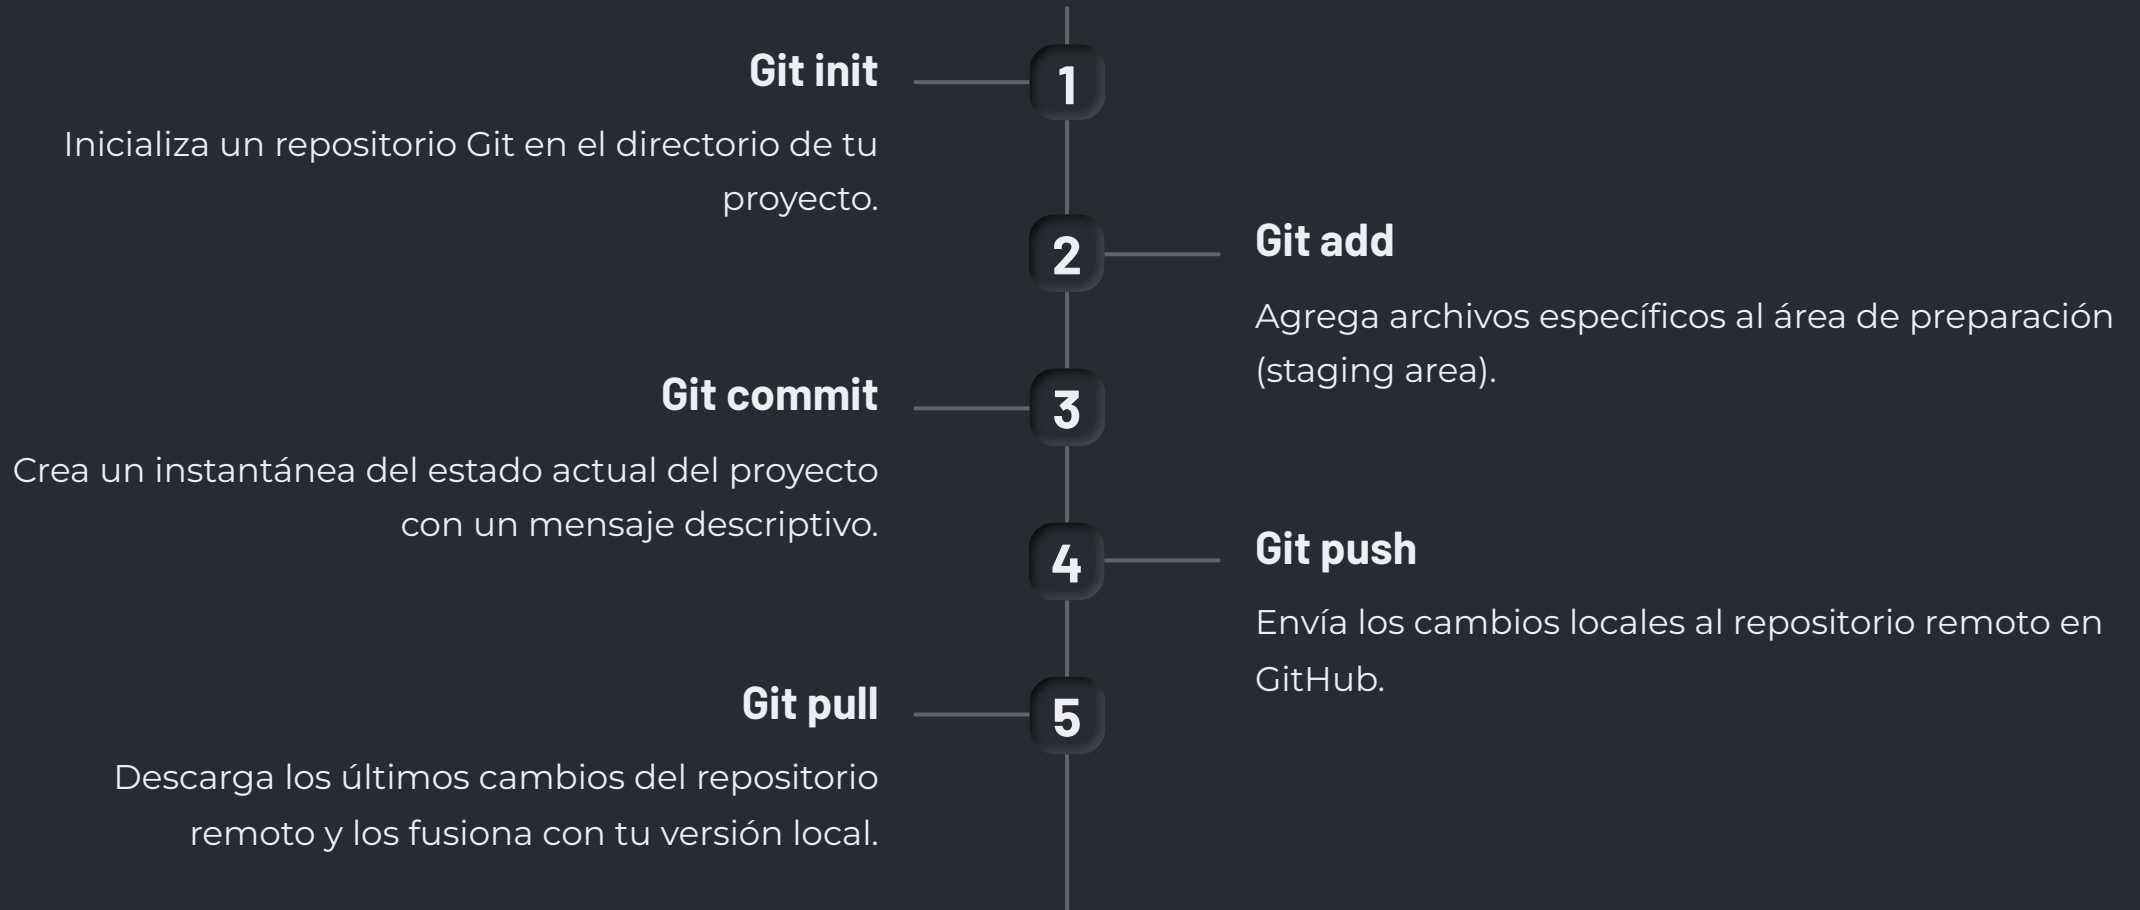 Git init
1
Inicializa un repositorio Git en el directorio de tu
proyecto.
2
Git add
Agrega archivos específicos al área de preparación
(staging area).
Git commit
3
Crea un instantánea del estado actual del proyecto
con un mensaje descriptivo.
4
Git push
Envía los cambios locales al repositorio remoto en
GitHub.
Git pull
5
Descarga los últimos cambios del repositorio
remoto y los fusiona con tu versión local.